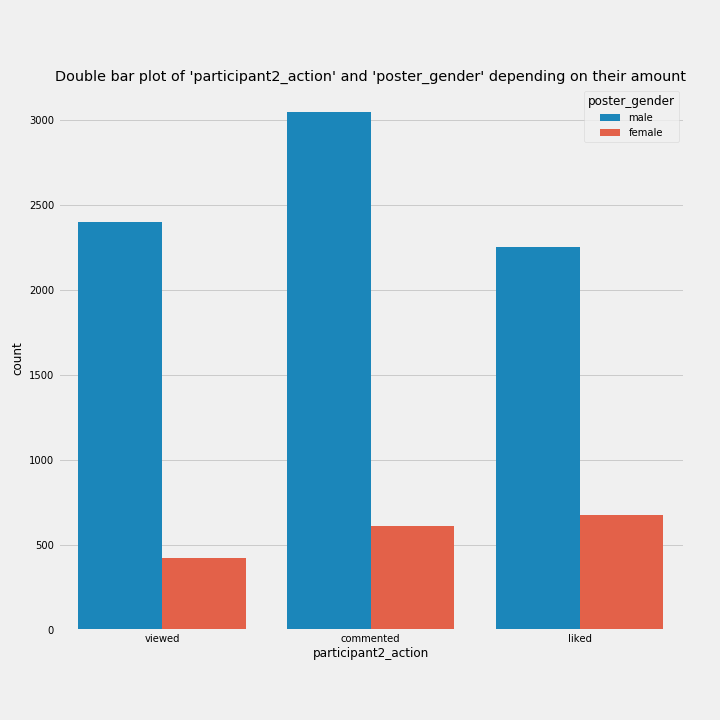 Double bar plot of 'participant2_action' and 'poster_gender' depending on their amount
poster_gender
male
female
3000
2500
2000
1500
1000
500
0
count
viewed
commented
liked
participant2_action